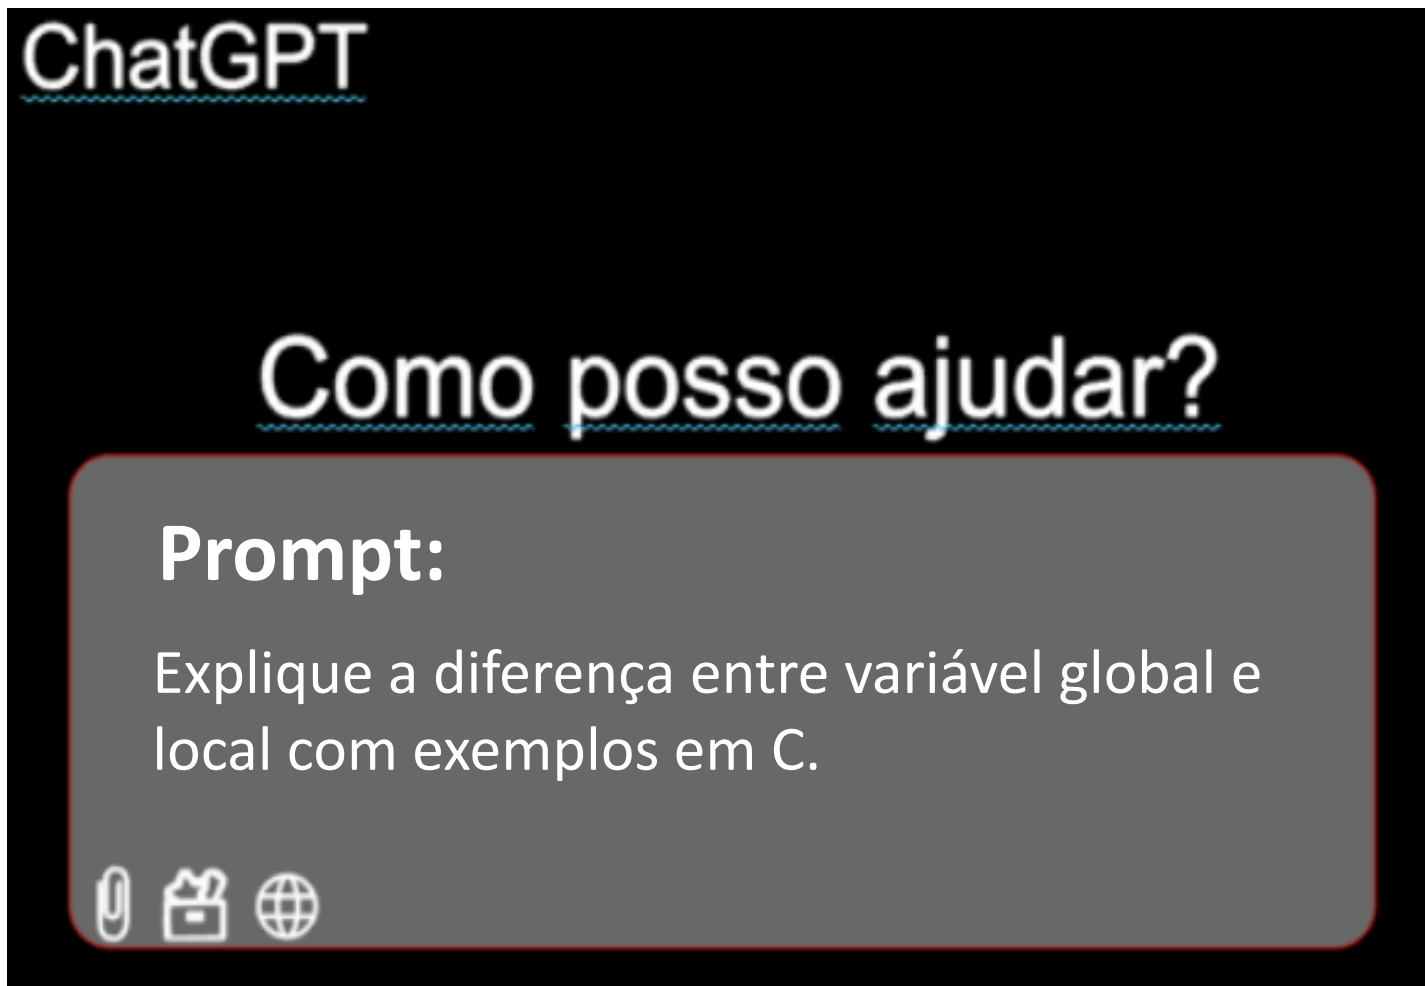 ChatGPT
Como posso ajudar?
Prompt:
Explique a diferença entre variável global e
local com exemplos em C.